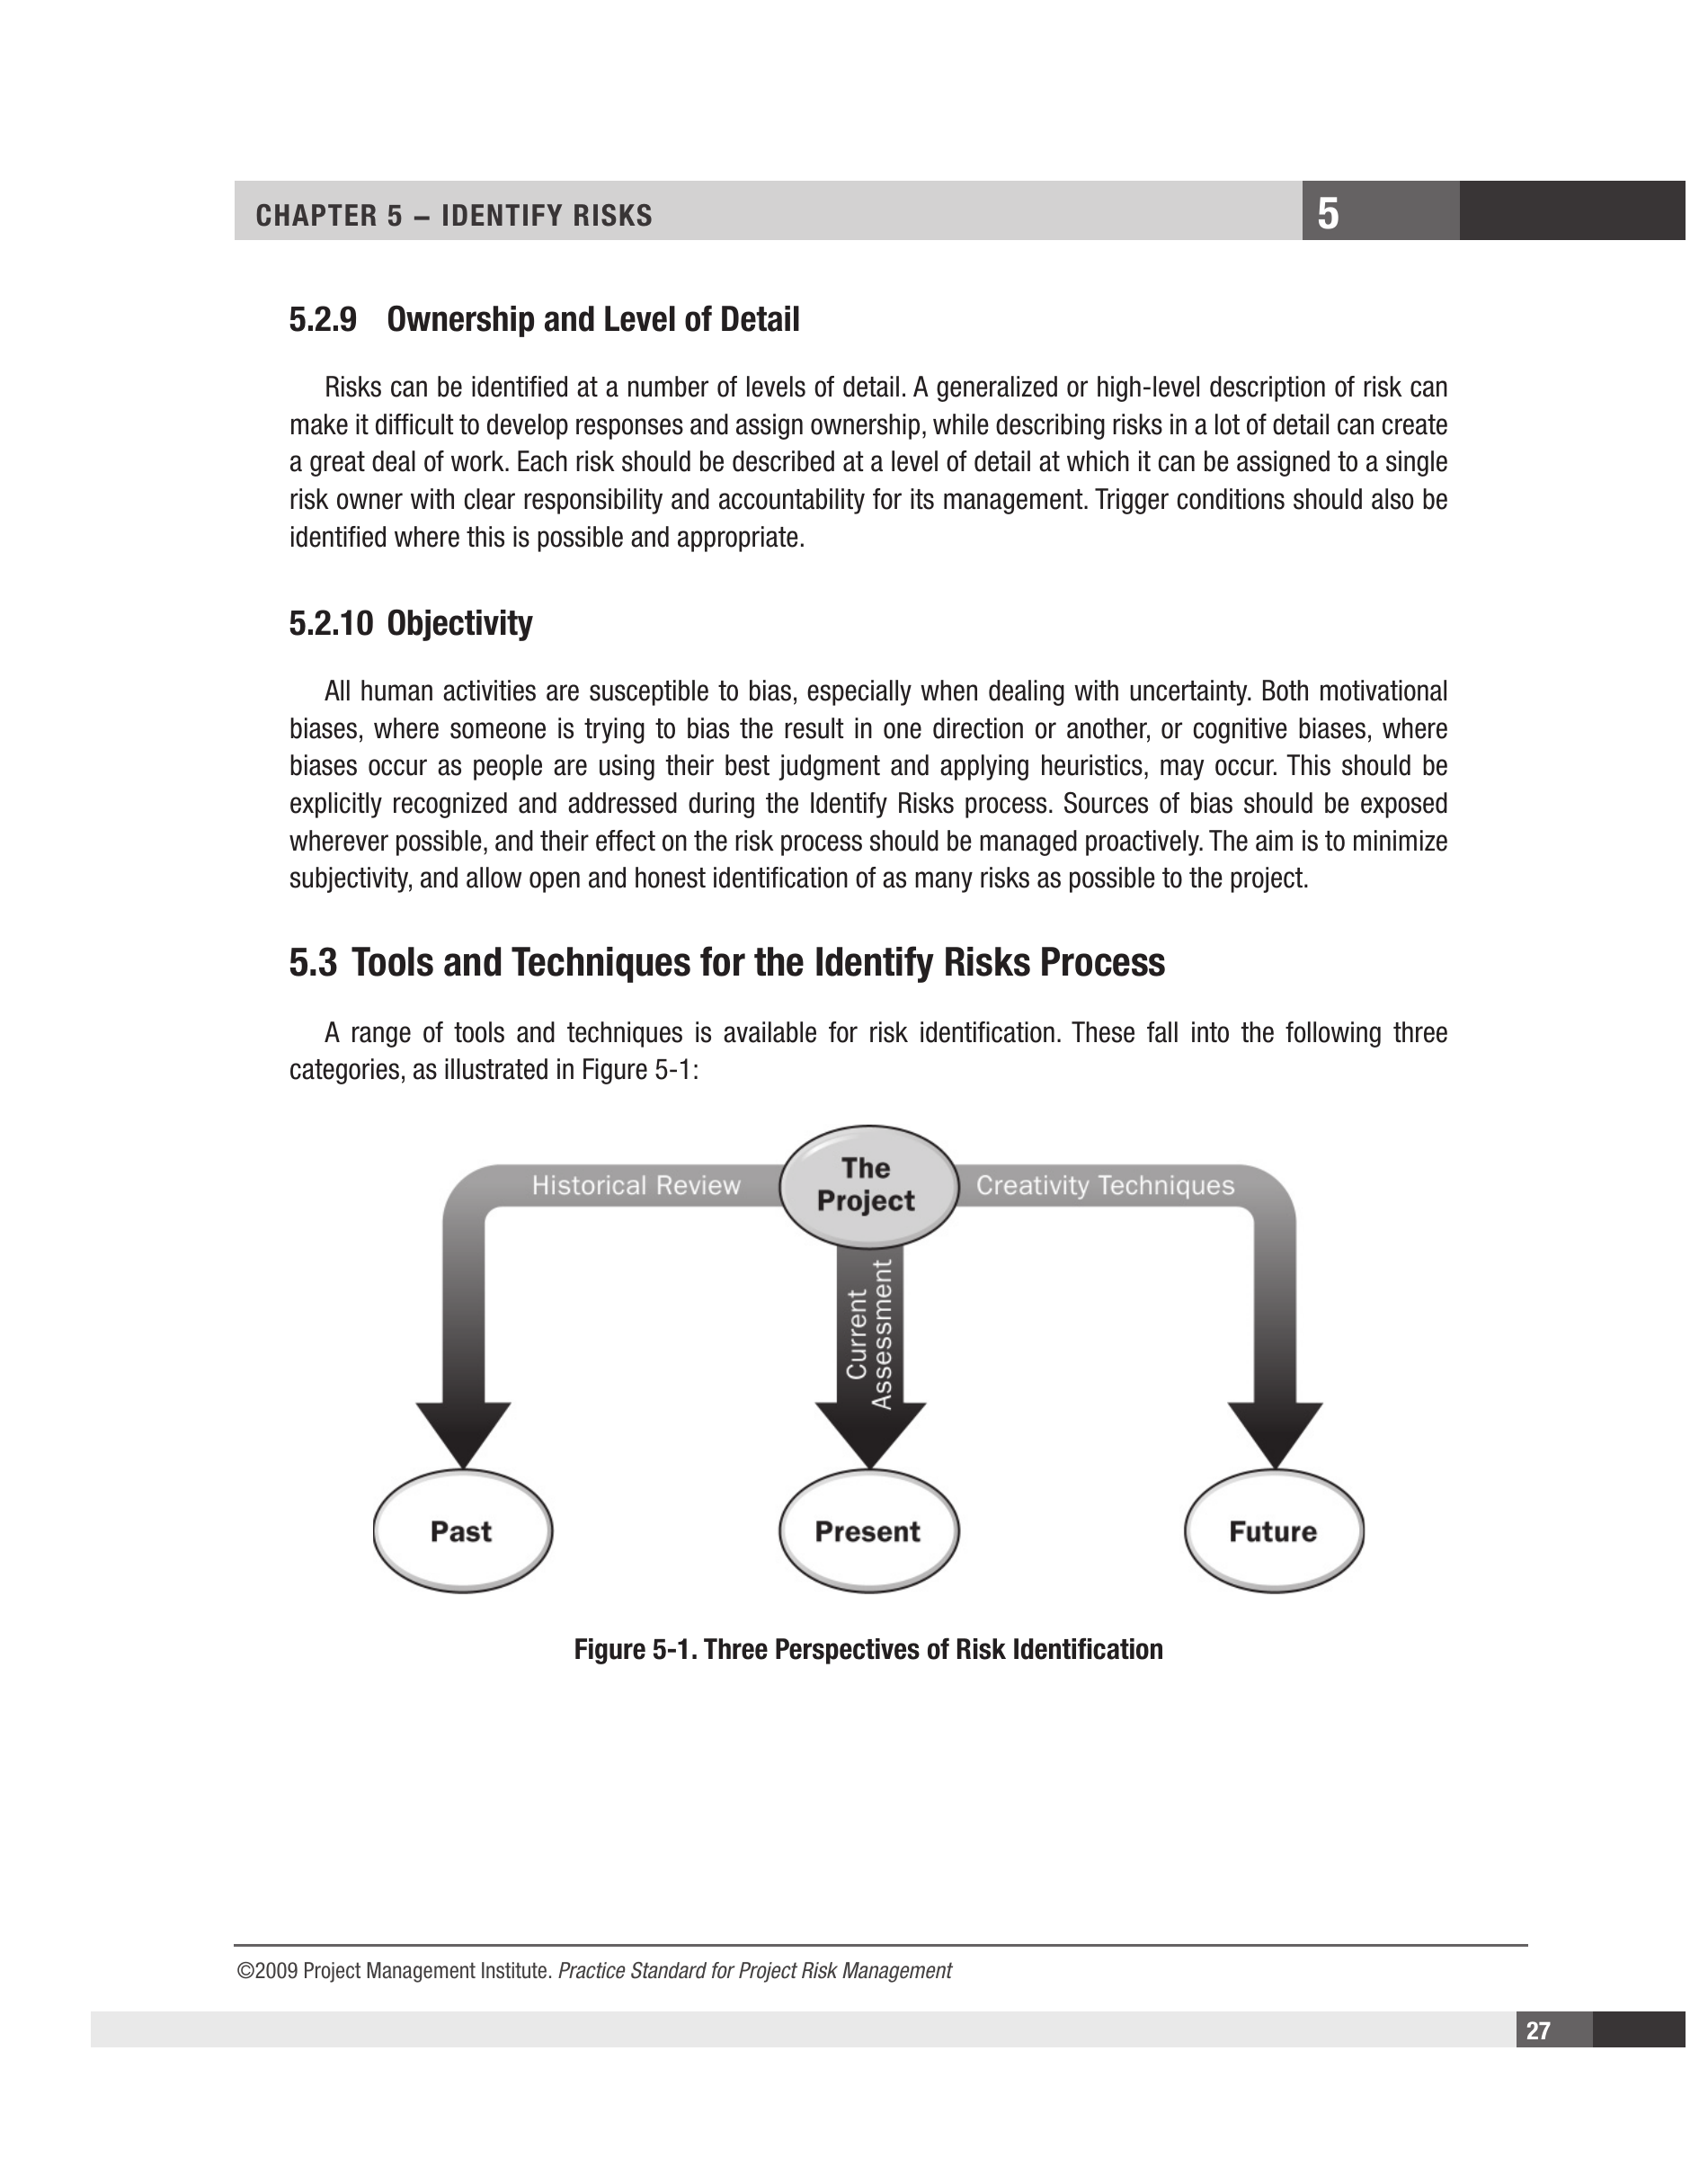 CHAPTER 5 – IDENTIFY RISKS
5
5.2.9 Ownership and Level of Detail
Risks can be identified at a number of levels of detail. A generalized or high-level description of risk can
make it difficult to develop responses and assign ownership, while describing risks in a lot of detail can create
a great deal of work. Each risk should be described at a level of detail at which it can be assigned to a single
risk owner with clear responsibility and accountability for its management. Trigger conditions should also be
identified where this is possible and appropriate.
5.2.10 Objectivity
All human activities are susceptible to bias, especially when dealing with uncertainty. Both motivational
biases, where someone is trying to bias the result in one direction or another, or cognitive biases, where
biases occur as people are using their best judgment and applying heuristics, may occur. This should be
explicitly recognized and addressed during the Identify Risks process. Sources of bias should be exposed
wherever possible, and their effect on the risk process should be managed proactively. The aim is to minimize
subjectivity, and allow open and honest identification of as many risks as possible to the project.
5.3 Tools and Techniques for the Identify Risks Process
A range of tools and techniques is available for risk identification. These fall into the following three
categories, as illustrated in Figure 5-1:
Historical Review
The
Project
Creativity Techniques
Current
Assessment
Past
Present
Future
Figure 5-1. Three Perspectives of Risk Identification
©2009 Project Management Institute. Practice Standard for Project Risk Management
27